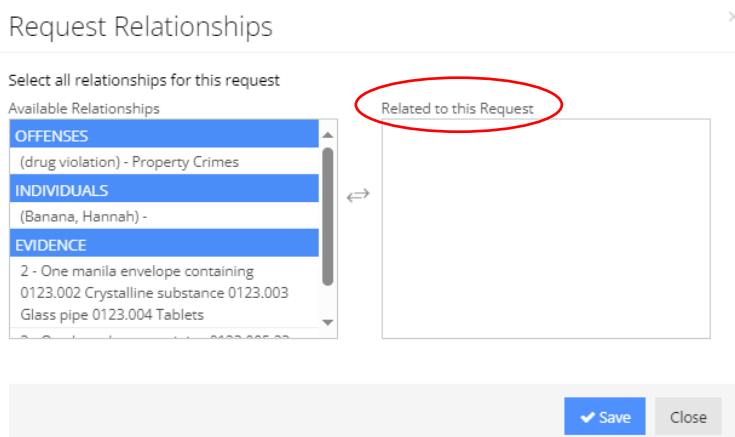 Request Relationships
Select all relationships for this request
Available Relationships
Related to this Request
OFFENSES
(drug violation) - Property Crimes
INDIVIDUALS
(Banana, Hannah) -
EVIDENCE
2 - One manila envelope containing
0123.002 Crystalline substance 0123.003
Glass pipe 0123.004 Tablets
Save
Close